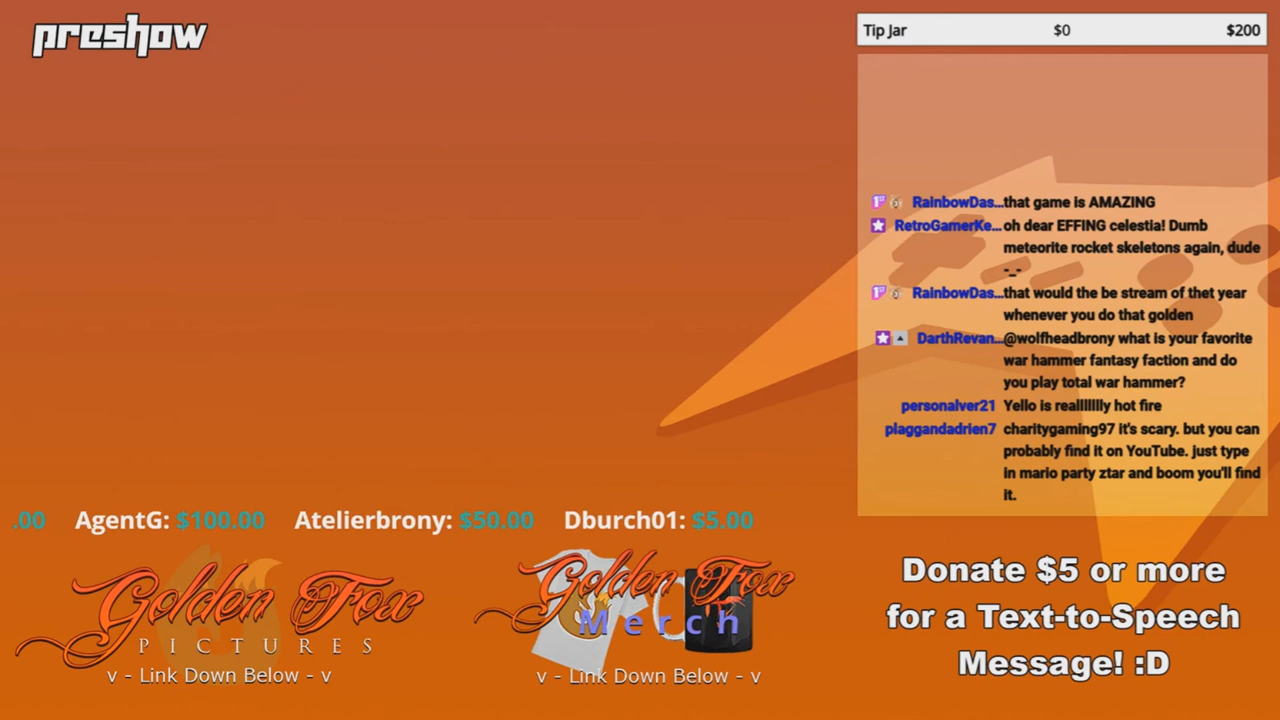 preshow
Tip Jar $0 $200
RainbowDas... that game is AMAZING
RetroGamerKe... oh dear EFFING celestia! Dumb
meteorite rocket skeletons again, dude
-_-
RainbowDas... that would the be stream of thet year
whenever you do that golden
DarthRevan... @wolfheadbrony what is your favorite
war hammer fantasy faction and do
you play total war hammer?
personalver21 Yello is reallllllly hot fire
plaggandadrien7 charitygaming97 it's scary. but you can
probably find it on YouTube. just type
in mario party ztar and boom you'll find
it.
.00 AgentG: $100.00 Atelierbrony: $50.00 Dburch01: $5.00
Golden Fox
PICTURES
v - Link Down Below - v
Golden Fox
Merch
v - Link Down Below - v
Donate $5 or more
for a Text-to-Speech
Message! :D